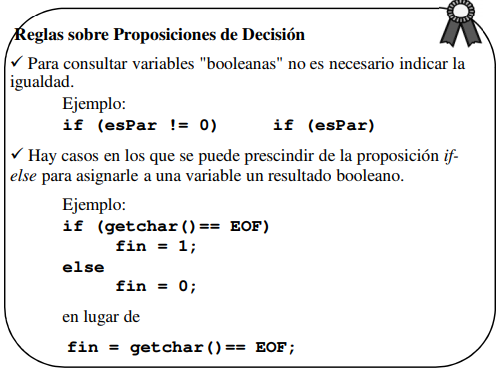 Reglas sobre Proposiciones de Decisión
✓ Para consultar variables "booleanas" no es necesario indicar la
igualdad.
Ejemplo:
if (esPar != 0) if (esPar)
✓ Hay casos en los que se puede prescindir de la proposición if-
else para asignarle a una variable un resultado booleano.
Ejemplo:
if (getchar()== EOF)
fin = 1;
else
fin = 0;
en lugar de
fin = getchar()== EOF;